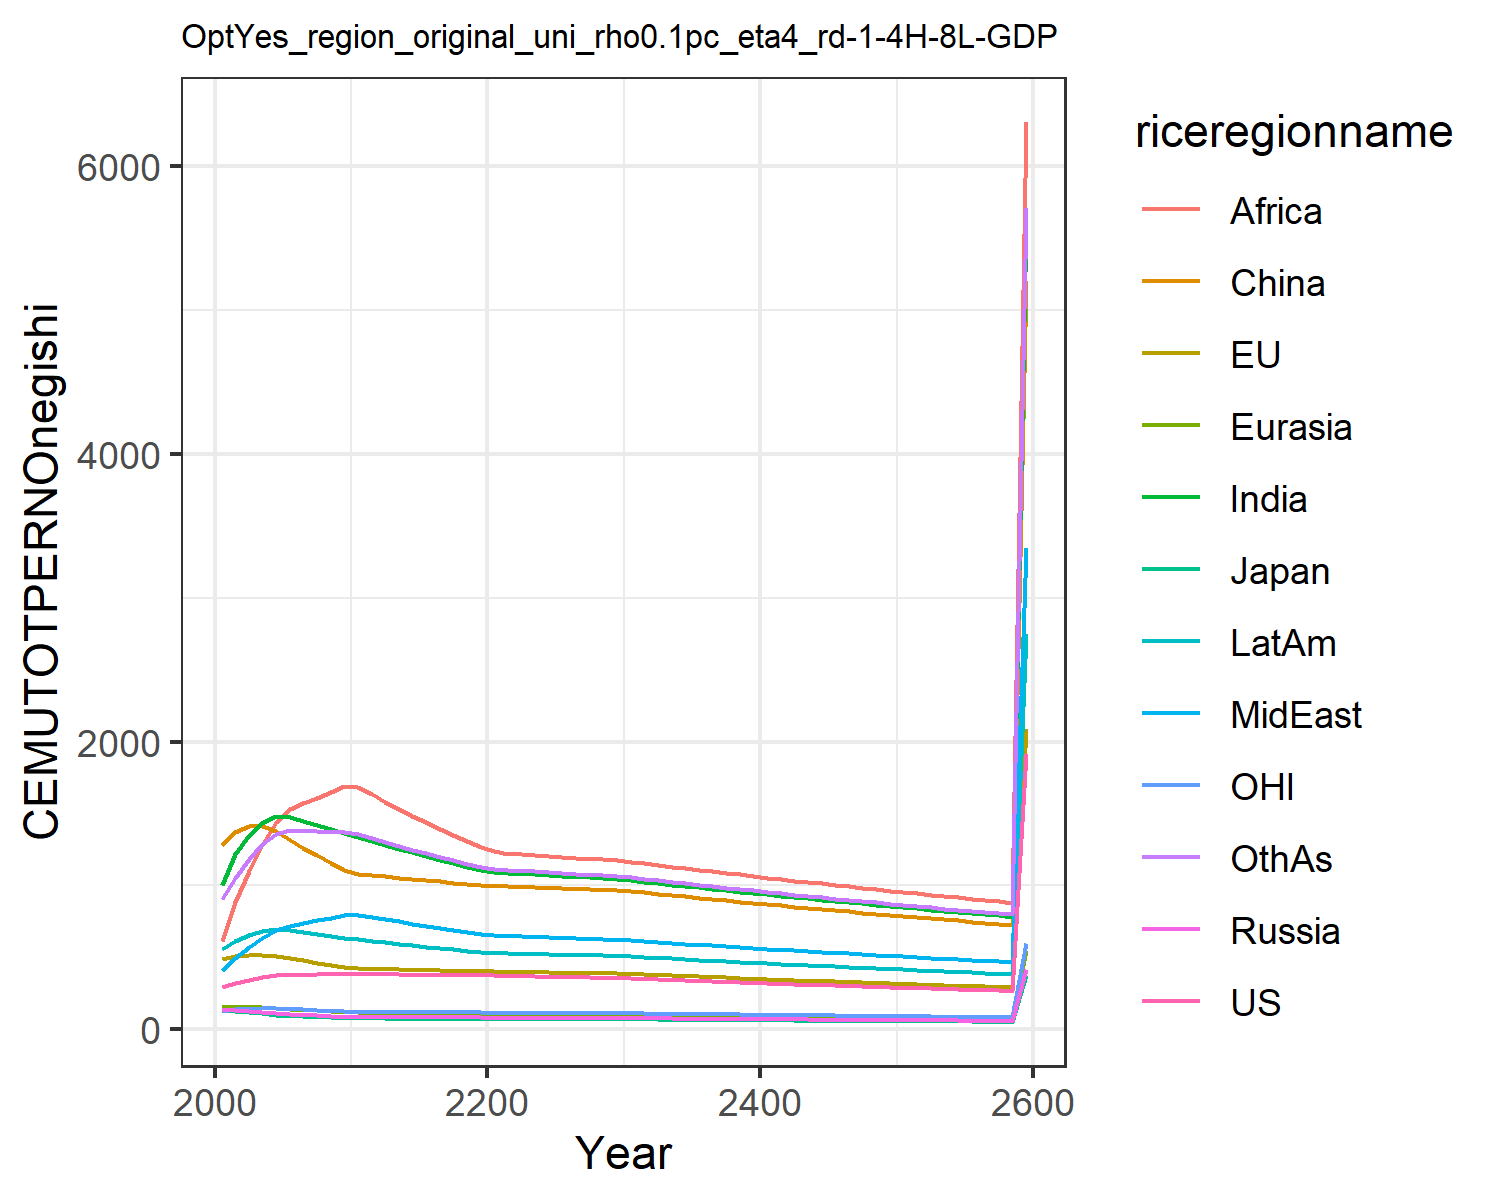 OptYes_region_original_uni_rho0.1pc_eta4_rd-1-4H-8L-GDP
CEMUTOTPERNOnegishi
6000
4000
2000
0
2000
2200
2400
2600
Year
riceregionname
Africa
China
EU
Eurasia
India
Japan
LatAm
MidEast
OHI
OthAs
Russia
US